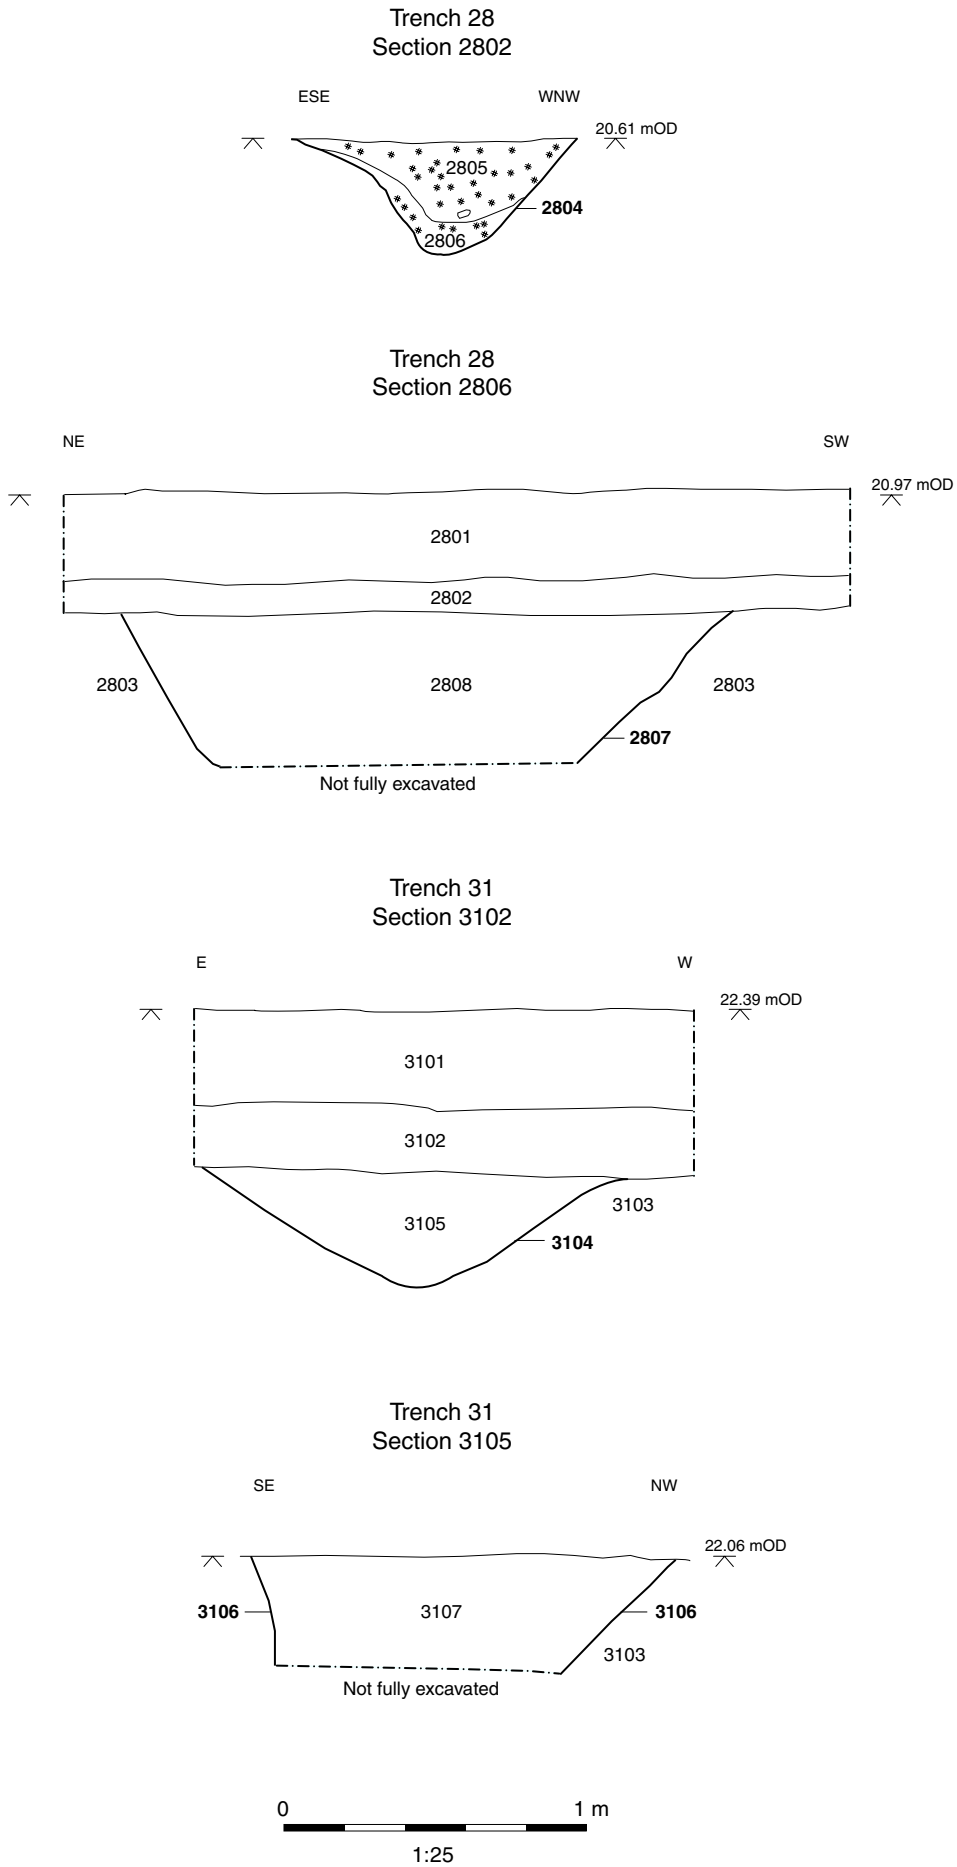 Trench 28
Section 2802
ESE WNW
20.61 mOD
2805
2804
2806
Trench 28
Section 2806
NE SW
20.97 mOD
2801
2802
2803 2808 2803
2807
Not fully excavated
Trench 31
Section 3102
E W
22.39 mOD
3101
3102
3103
3105
3104
Trench 31
Section 3105
SE NW
22.06 mOD
3106 3107 3106
3103
Not fully excavated
0 1 m
1:25